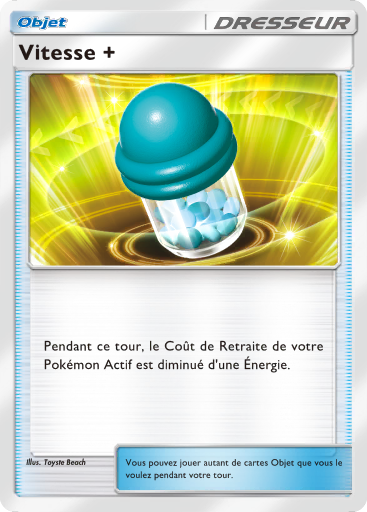 Objet
DRESSEUR
Vitesse +
Pendant ce tour, le Coût de Retraite de votre
Pokémon Actif est diminué d'une Énergie.
Illus. Toyste Beach
Vous pouvez jouer autant de cartes Objet que vous le
voulez pendant votre tour.